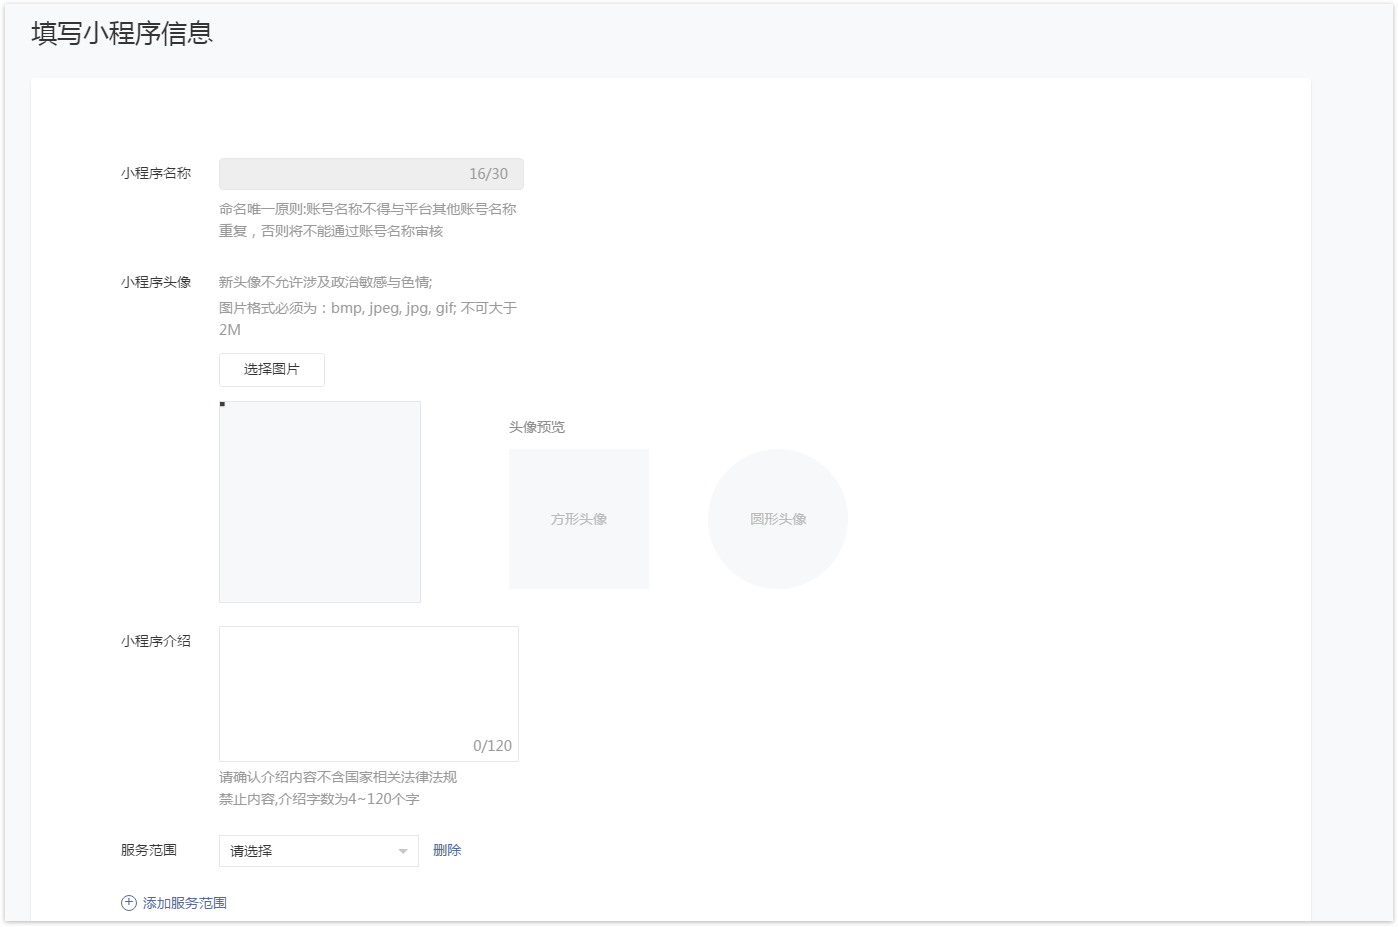 填写小程序信息
小程序名称
16/30
命名唯一原则:账号名称不得与平台其他账号名称
重复，否则将不能通过账号名称审核
小程序头像
新头像不允许涉及政治敏感与色情;
图片格式必须为：bmp, jpeg, jpg, gif; 不可大于
2M
选择图片
头像预览
方形头像
圆形头像
小程序介绍
0/120
请确认介绍内容不含国家相关法律法规
禁止内容,介绍字数为4~120个字
服务范围
请选择
删除
添加服务范围